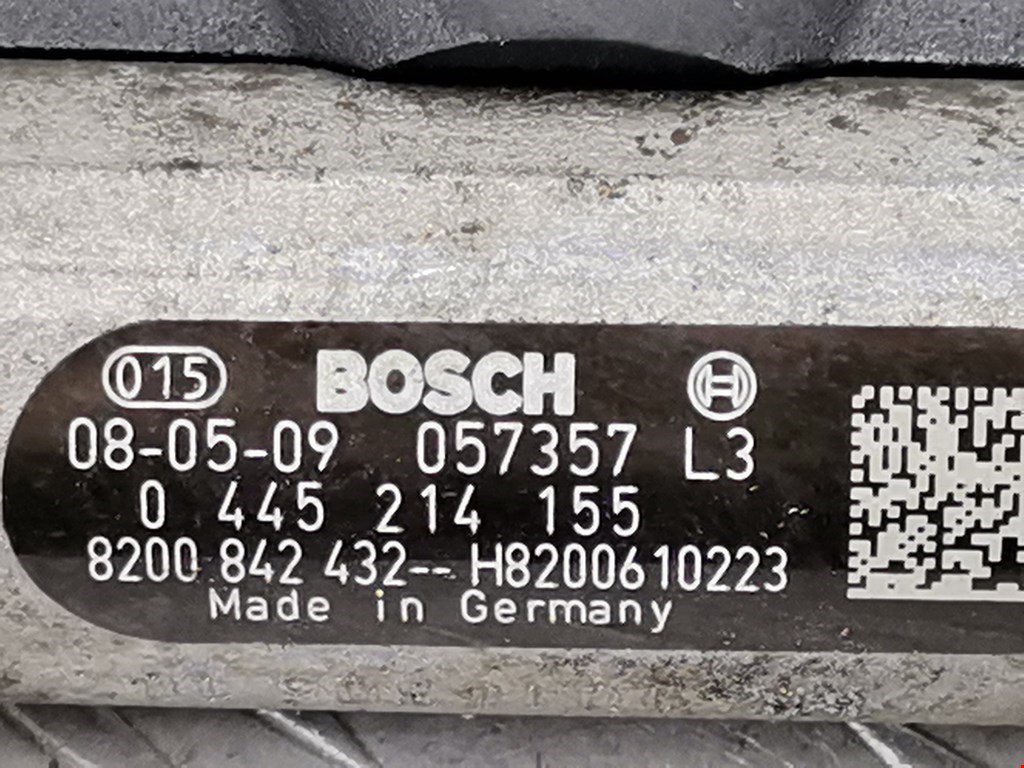 015 BOSCH
08-05-09 057357 L3
0 445 214 155
8200 842 432-- H8200610223
Made in Germany